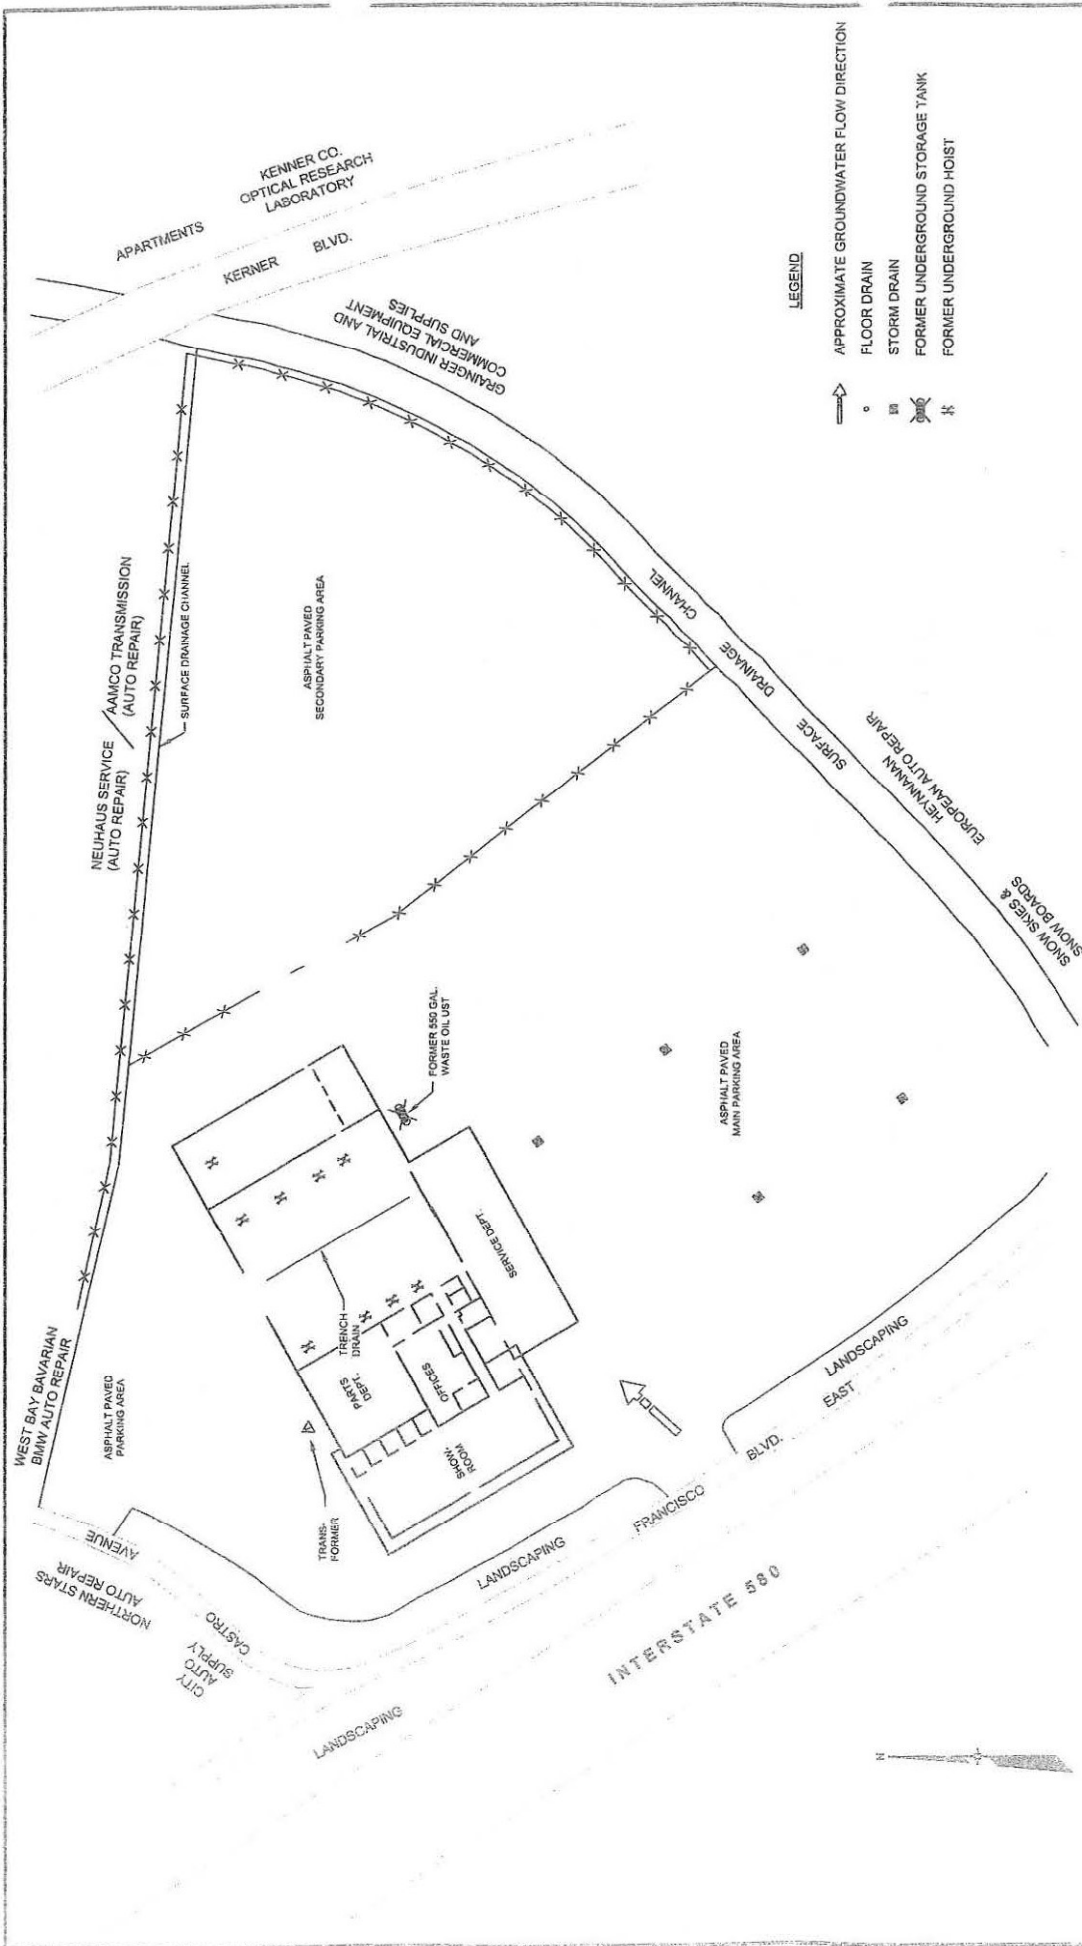 WEST BAY BAVARIAN
BMW AUTO REPAIR
NEUHAUS SERVICE
(AUTO REPAIR)
AAMCO TRANSMISSION
(AUTO REPAIR)
SURFACE DRAINAGE CHANNEL
APARTMENTS
KENNER CO.
OPTICAL RESEARCH
LABORATORY
KERNER BLVD.
GRAINGER INDUSTRIAL AND
COMMERCIAL EQUIPMENT
AND SUPPLIES
ASPHALT PAVED
PARKING AREA
ASPHALT PAVED
SECONDARY PARKING AREA
NORTHERN STARS
AUTO REPAIR
CASTRO AVENUE
CITY
AUTO
SUPPLY
TRANS-
FORMER
PARTS
DEPT.
TRENCH
DRAIN
OFFICES
SHOW-
ROOM
SERVICE DEPT.
FORMER 550 GAL.
WASTE OIL UST
ASPHALT PAVED
MAIN PARKING AREA
SURFACE DRAINAGE CHANNEL
HEYNNANAN
EUROPEAN AUTO REPAIR
SNOW SKIES &
SNOW BOARDS
LANDSCAPING
LANDSCAPING
LANDSCAPING
FRANCISCO BLVD. EAST
INTERSTATE 580
N
LEGEND
APPROXIMATE GROUNDWATER FLOW DIRECTION
FLOOR DRAIN
STORM DRAIN
FORMER UNDERGROUND STORAGE TANK
FORMER UNDERGROUND HOIST